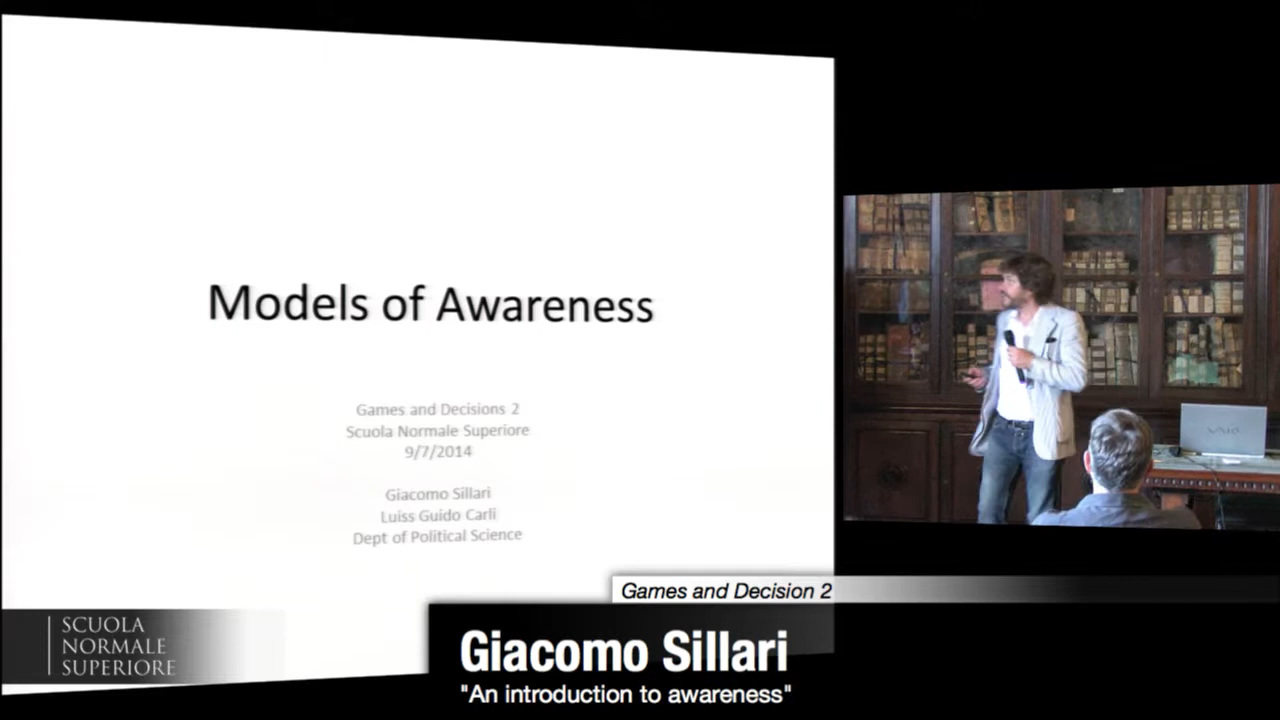 Models of Awareness
Games and Decisions 2
Scuola Normale Superiore
9/7/2014
Giacomo Sillari
Luiss Guido Carli
Dept of Political Science
VAIO
Games and Decision 2
SCUOLA
NORMALE
SUPERIORE
Giacomo Sillari
"An introduction to awareness"